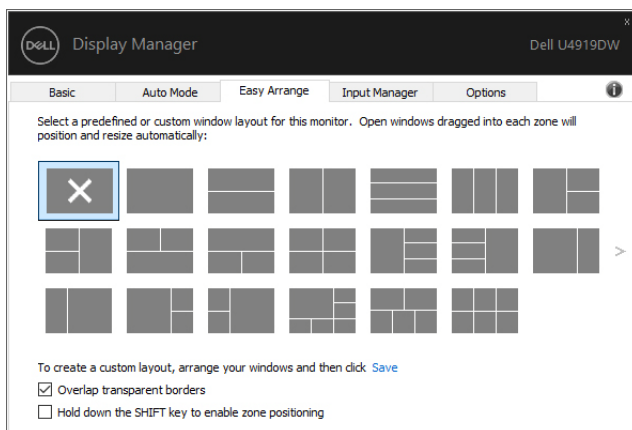 x
DELL Display Manager Dell U4919DW
Basic Auto Mode Easy Arrange Input Manager Options i
Select a predefined or custom window layout for this monitor. Open windows dragged into each zone will
position and resize automatically:
To create a custom layout, arrange your windows and then click Save
Overlap transparent borders
Hold down the SHIFT key to enable zone positioning